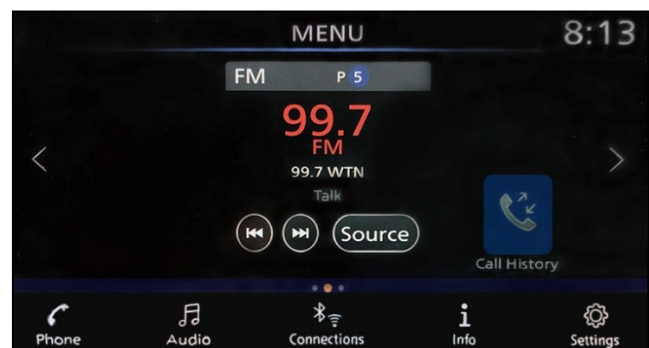 MENU 8:13
FM P 5
99.7
FM
99.7 WTN
Talk
Source
Call History
Phone Audio Connections Info Settings